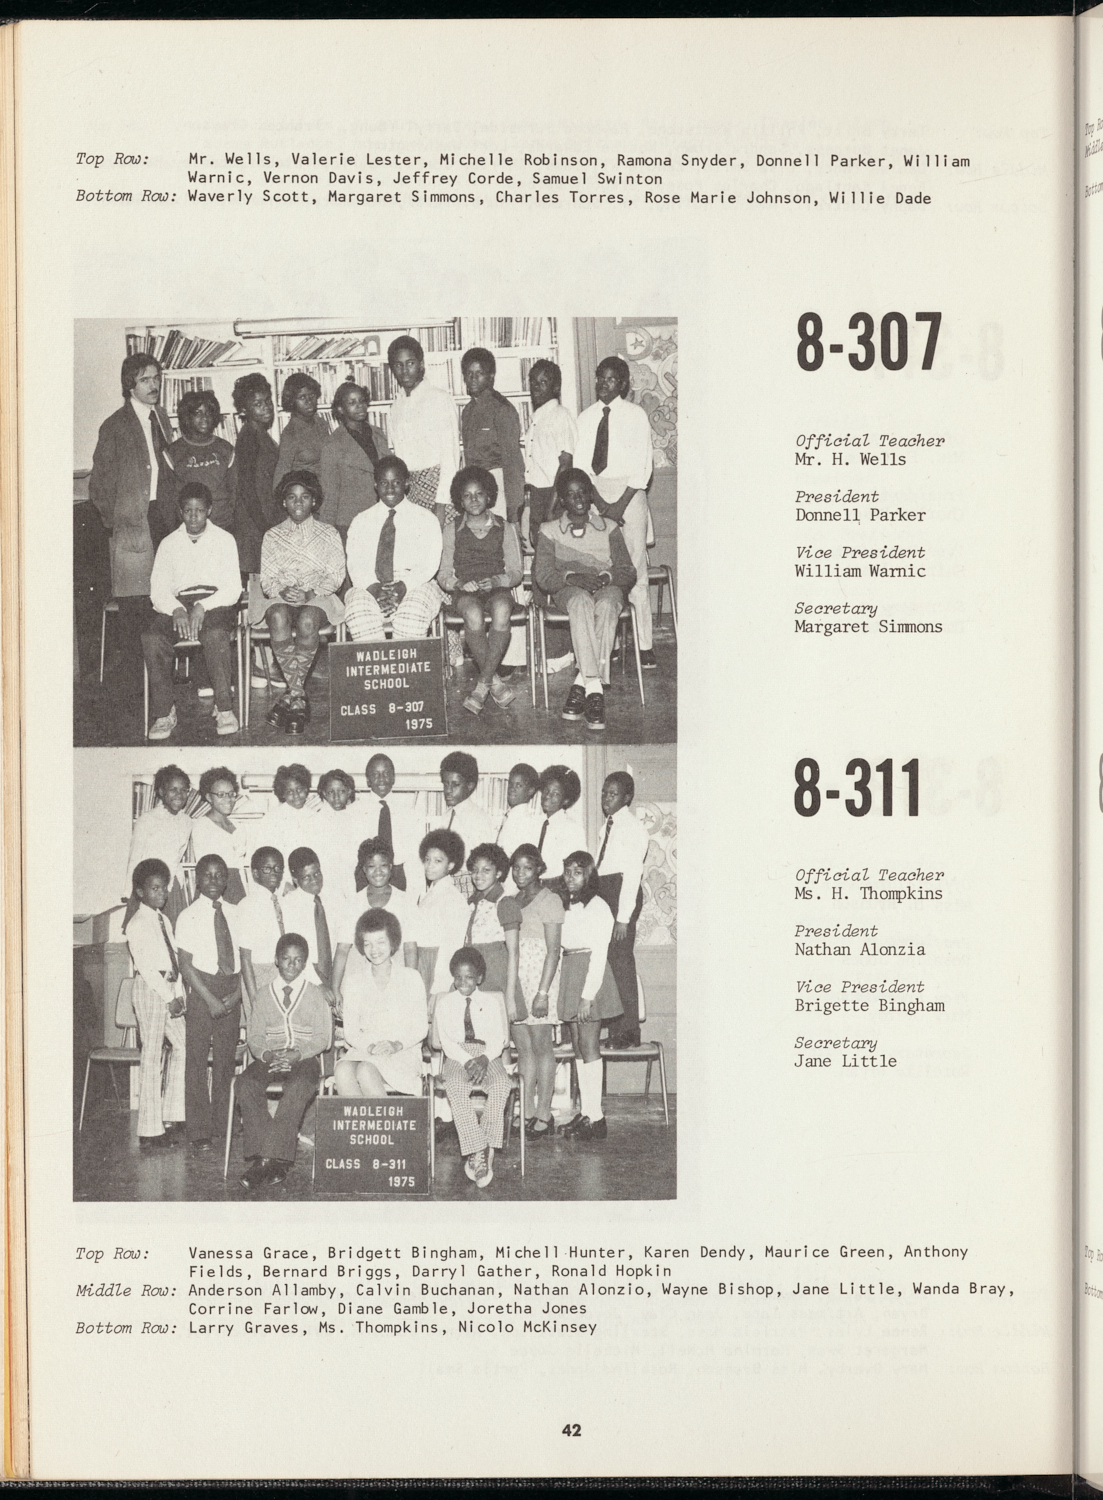 Top Row: Mr. Wells, Valerie Lester, Michelle Robinson, Ramona Snyder, Donnell Parker, William
Warnic, Vernon Davis, Jeffrey Corde, Samuel Swinton
Bottom Row: Waverly Scott, Margaret Simmons, Charles Torres, Rose Marie Johnson, Willie Dade
8-307
Official Teacher
Mr. H. Wells
President
Donnell Parker
Vice President
William Warnic
Secretary
Margaret Simmons
WADLEIGH
INTERMEDIATE
SCHOOL
CLASS 8-307
1975
8-311
Official Teacher
Ms. H. Thompkins
President
Nathan Alonzia
Vice President
Brigette Bingham
Secretary
Jane Little
WADLEIGH
INTERMEDIATE
SCHOOL
CLASS 8-311
1975
Top Row: Vanessa Grace, Bridgett Bingham, Michell Hunter, Karen Dendy, Maurice Green, Anthony
Fields, Bernard Briggs, Darryl Gather, Ronald Hopkin
Middle Row: Anderson Allamby, Calvin Buchanan, Nathan Alonzio, Wayne Bishop, Jane Little, Wanda Bray,
Corrine Farlow, Diane Gamble, Joretha Jones
Bottom Row: Larry Graves, Ms. Thompkins, Nicolo McKinsey
42